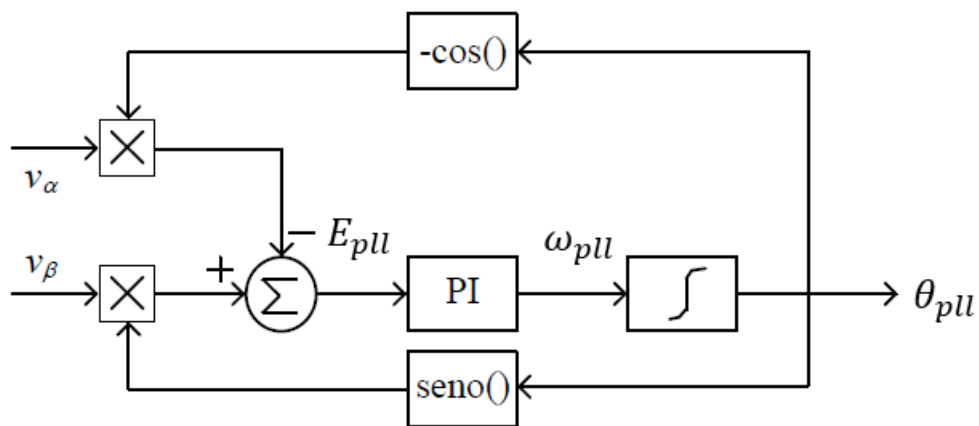 -cos()
v_α
− E_pll
ω_pll
v_β
+
Σ
PI
∫
θ_pll
seno()